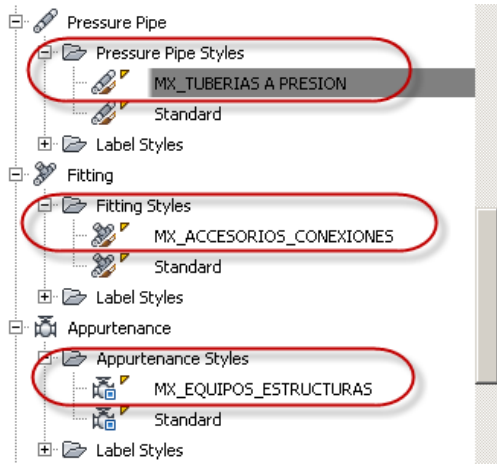 Pressure Pipe
Pressure Pipe Styles
MX_TUBERIAS A PRESION
Standard
Label Styles
Fitting
Fitting Styles
MX_ACCESORIOS_CONEXIONES
Standard
Label Styles
Appurtenance
Appurtenance Styles
MX_EQUIPOS_ESTRUCTURAS
Standard
Label Styles